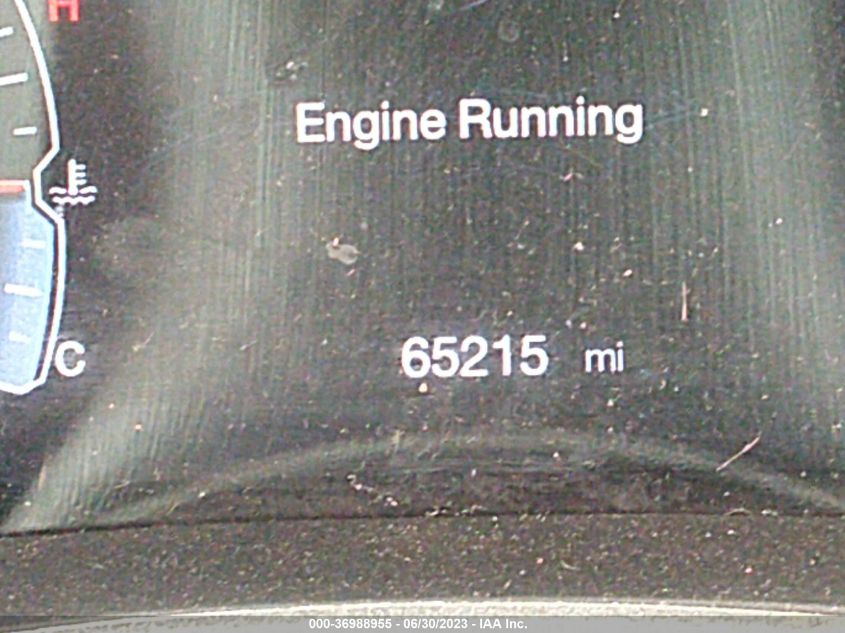 H
Engine Running
65215 mi
C
000-36988955 - 06/30/2023 - IAA Inc.